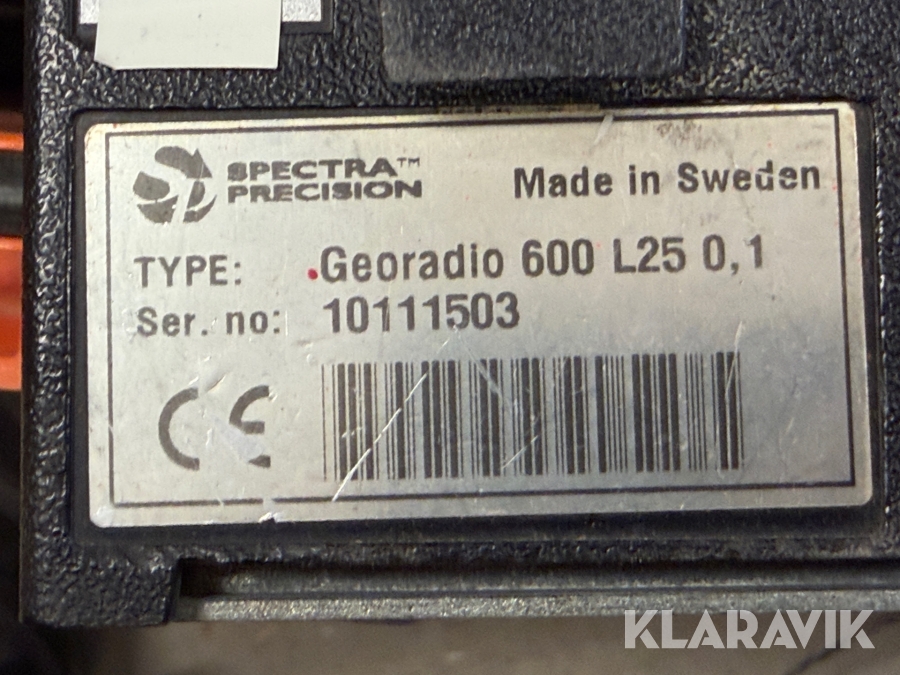 SPECTRA™
PRECISION
Made in Sweden
TYPE: .Georadio 600 L25 0,1
Ser. no: 10111503
CE
KLARAVIK